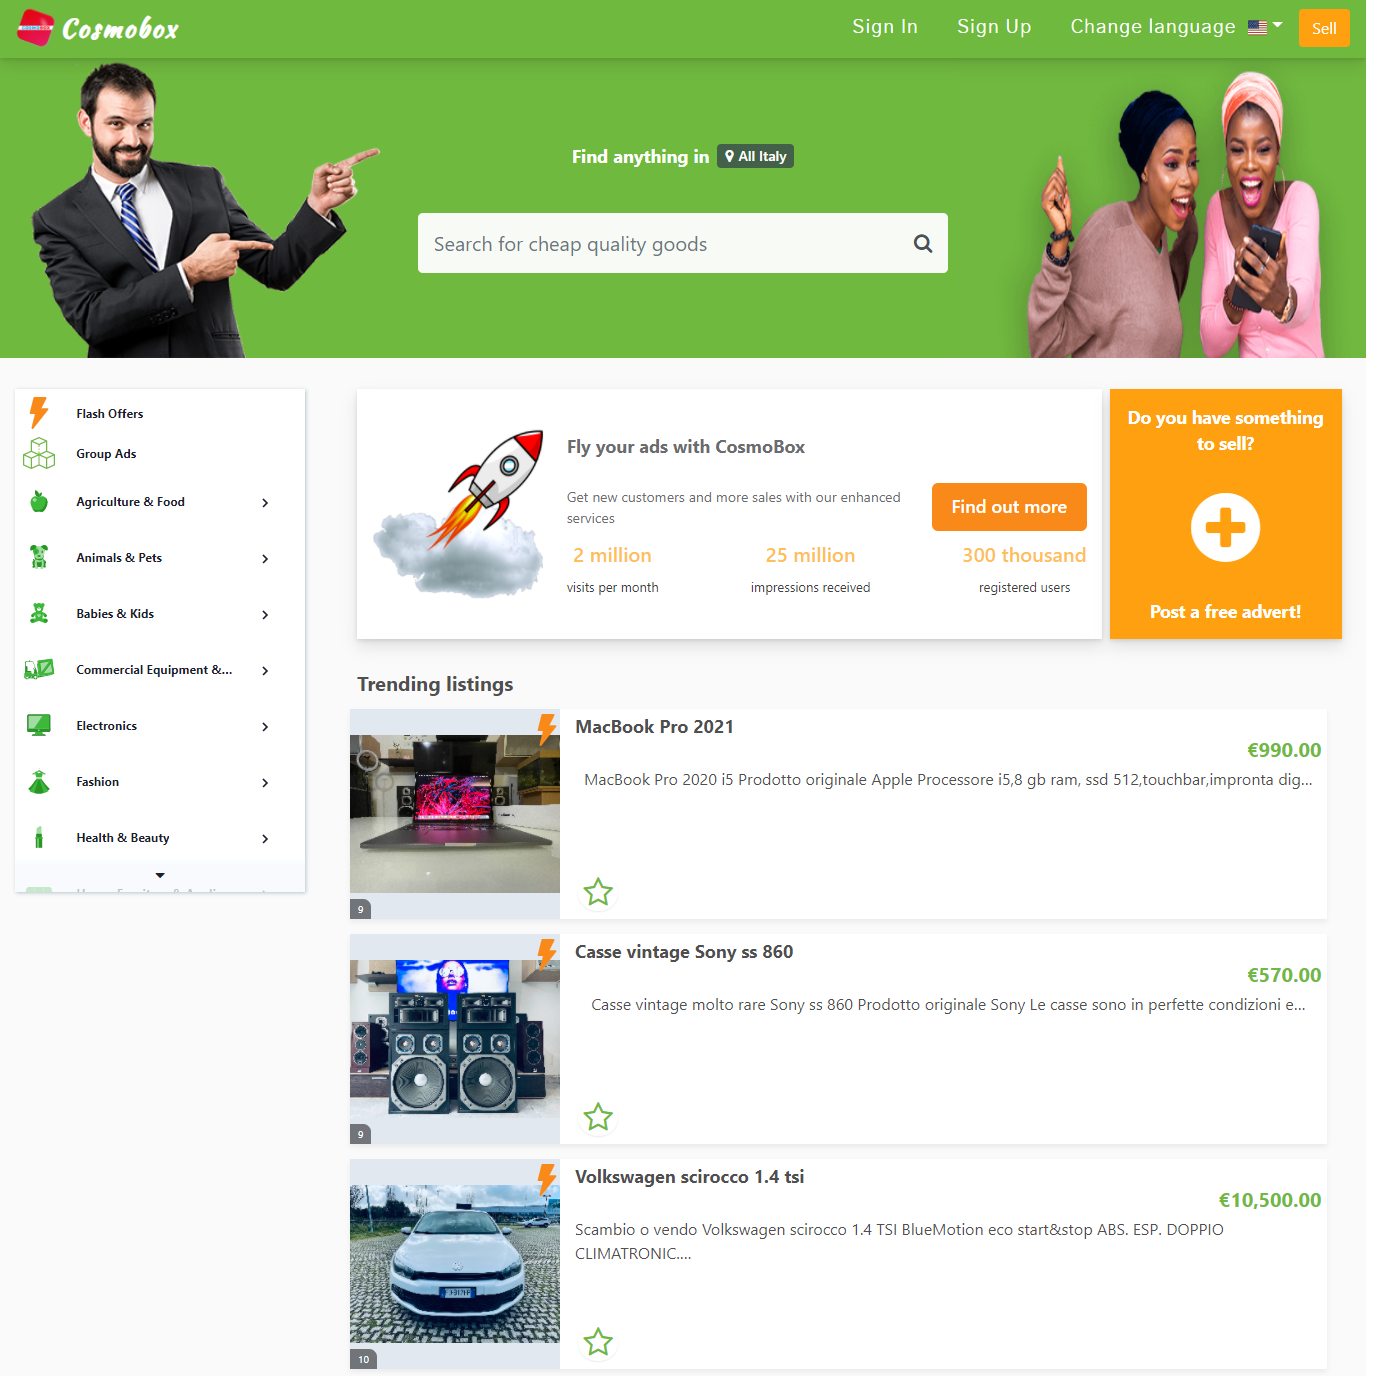 Cosmobox
Sign In
Sign Up
Change language
Sell
Find anything in
All Italy
Search for cheap quality goods
Flash Offers
Group Ads
Agriculture & Food
Animals & Pets
Babies & Kids
Commercial Equipment &...
Electronics
Fashion
Health & Beauty
Fly your ads with CosmoBox
Get new customers and more sales with our enhanced
services
Find out more
2 million
25 million
300 thousand
visits per month
impressions received
registered users
Do you have something
to sell?
Post a free advert!
Trending listings
MacBook Pro 2021
€990.00
MacBook Pro 2020 i5 Prodotto originale Apple Processore i5,8 gb ram, ssd 512,touchbar,impronta dig...
9
Casse vintage Sony ss 860
€570.00
Casse vintage molto rare Sony ss 860 Prodotto originale Sony Le casse sono in perfette condizioni e...
9
Volkswagen scirocco 1.4 tsi
€10,500.00
Scambio o vendo Volkswagen scirocco 1.4 TSI BlueMotion eco start&stop ABS. ESP. DOPPIO
CLIMATRONIC....
10